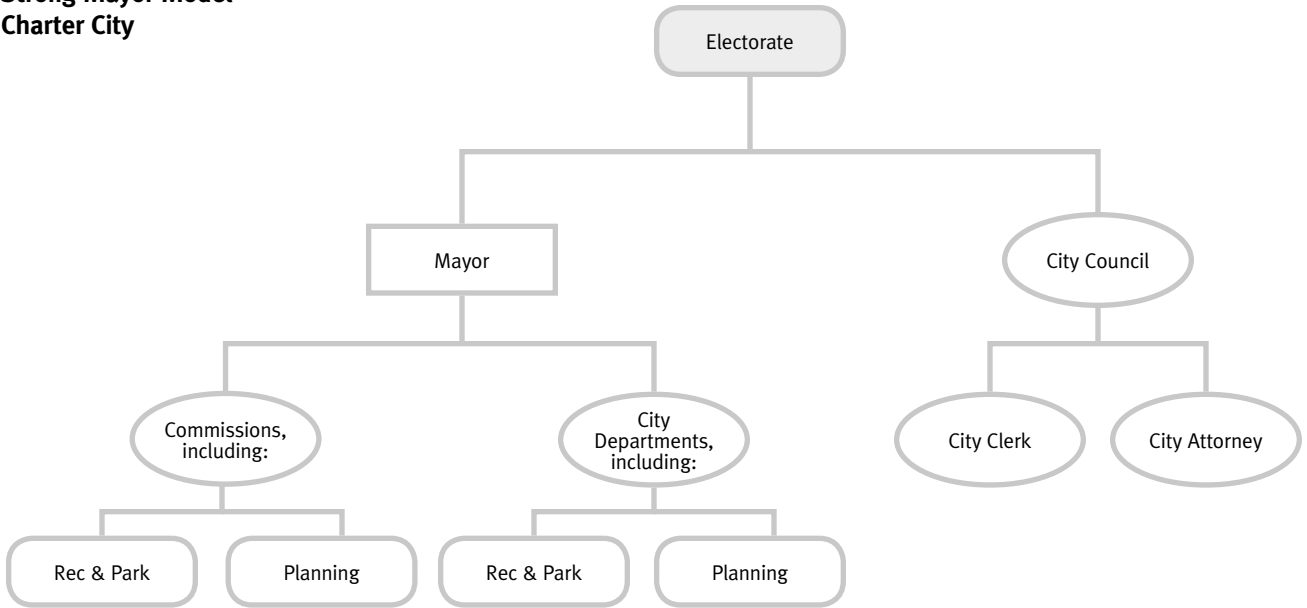 Strong Mayor Model
Charter City
Electorate
Mayor
City Council
Commissions,
including:
City
Departments,
including:
City Clerk
City Attorney
Rec & Park
Planning
Rec & Park
Planning